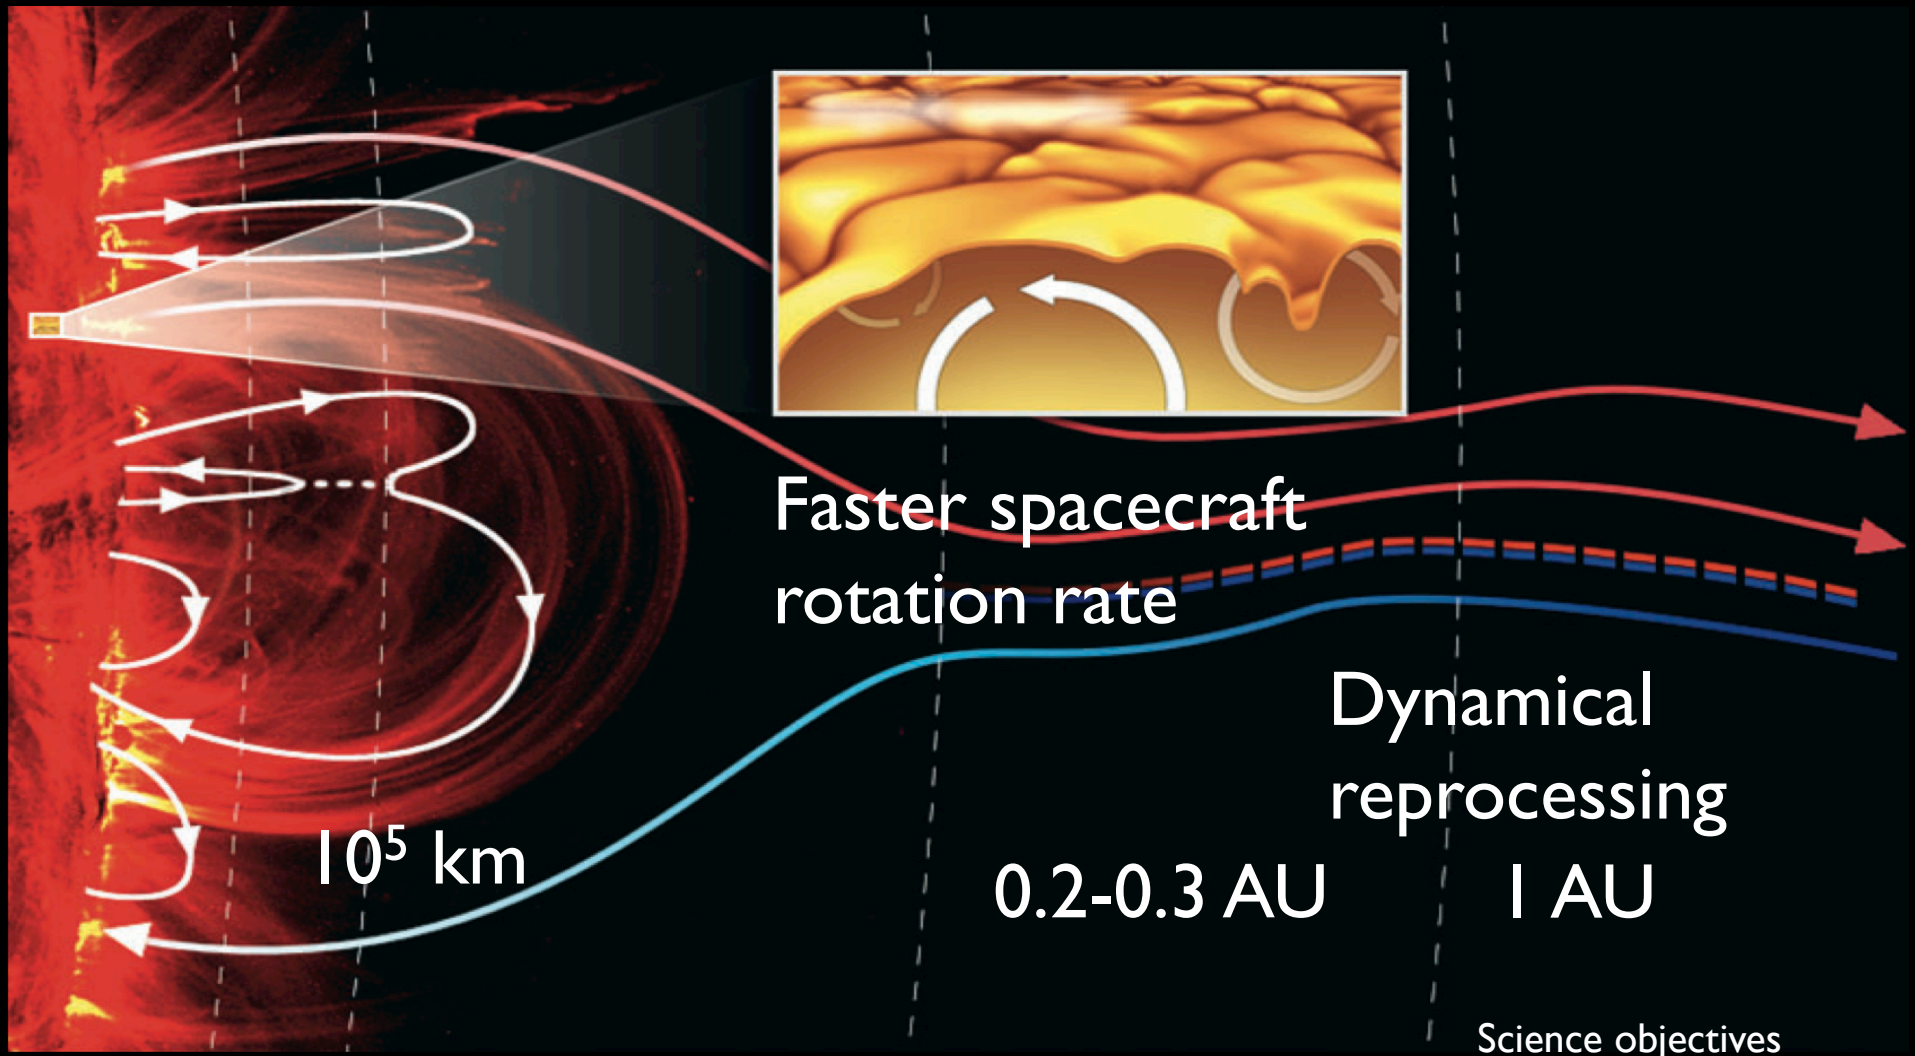 Faster spacecraft
rotation rate
Dynamical
reprocessing
10⁵ km
0.2-0.3 AU
1 AU
Science objectives